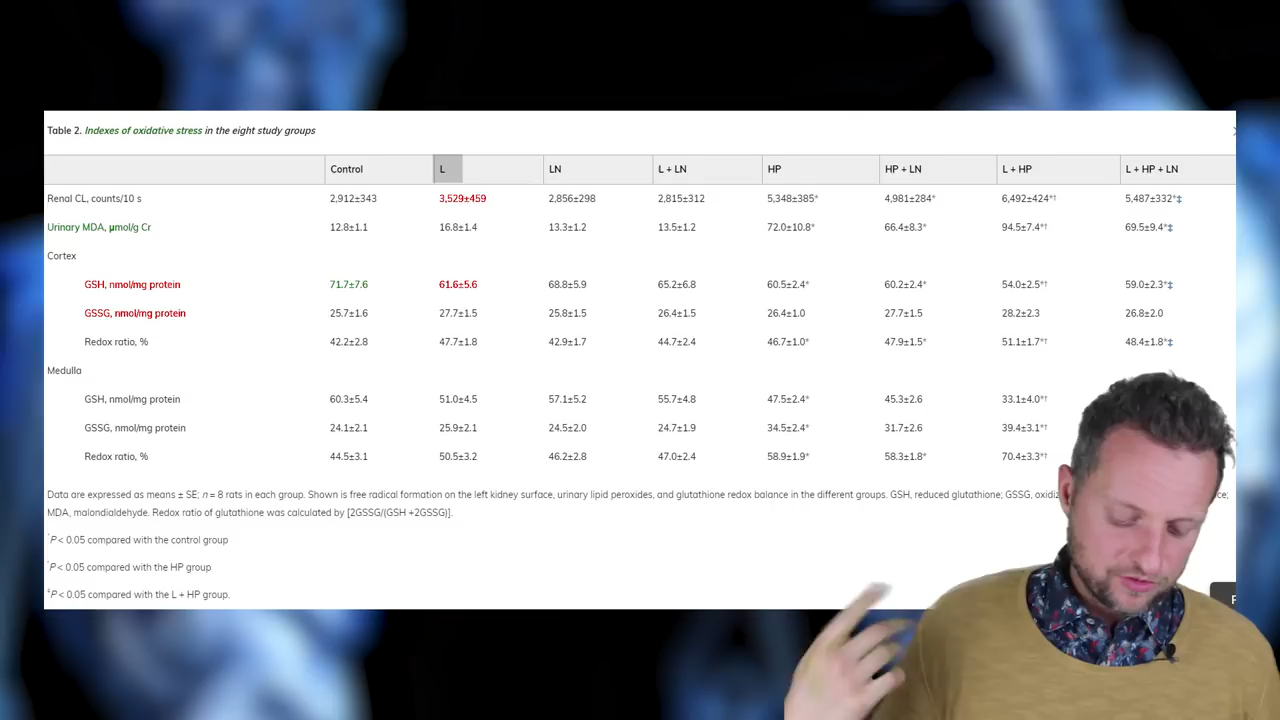 Table 2. Indexes of oxidative stress in the eight study groups
Control L LN L + LN HP HP + LN L + HP L + HP + LN
Renal CL, counts/10 s 2,912±343 3,529±459 2,856±298 2,815±312 5,348±385* 4,981±284* 6,492±424*† 5,487±332*‡
Urinary MDA, μmol/g Cr 12.8±1.1 16.8±1.4 13.3±1.2 13.5±1.2 72.0±10.8* 66.4±8.3* 94.5±7.4*† 69.5±9.4*‡
Cortex
GSH, nmol/mg protein 71.7±7.6 61.6±5.6 68.8±5.9 65.2±6.8 60.5±2.4* 60.2±2.4* 54.0±2.5*† 59.0±2.3*‡
GSSG, nmol/mg protein 25.7±1.6 27.7±1.5 25.8±1.5 26.4±1.5 26.4±1.0 27.7±1.5 28.2±2.3 26.8±2.0
Redox ratio, % 42.2±2.8 47.7±1.8 42.9±1.7 44.7±2.4 46.7±1.0* 47.9±1.5* 51.1±1.7*† 48.4±1.8*‡
Medulla
GSH, nmol/mg protein 60.3±5.4 51.0±4.5 57.1±5.2 55.7±4.8 47.5±2.4* 45.3±2.6 33.1±4.0*†
GSSG, nmol/mg protein 24.1±2.1 25.9±2.1 24.5±2.0 24.7±1.9 34.5±2.4* 31.7±2.6 39.4±3.1*†
Redox ratio, % 44.5±3.1 50.5±3.2 46.2±2.8 47.0±2.4 58.9±1.9* 58.3±1.8* 70.4±3.3*†
Data are expressed as means ± SE; n = 8 rats in each group. Shown is free radical formation on the left kidney surface, urinary lipid peroxides, and glutathione redox balance in the different groups. GSH, reduced glutathione; GSSG,
MDA, malondialdehyde. Redox ratio of glutathione was calculated by [2GSSG/(GSH +2GSSG)].
P < 0.05 compared with the control group
P < 0.05 compared with the HP group
‡P < 0.05 compared with the L + HP group.